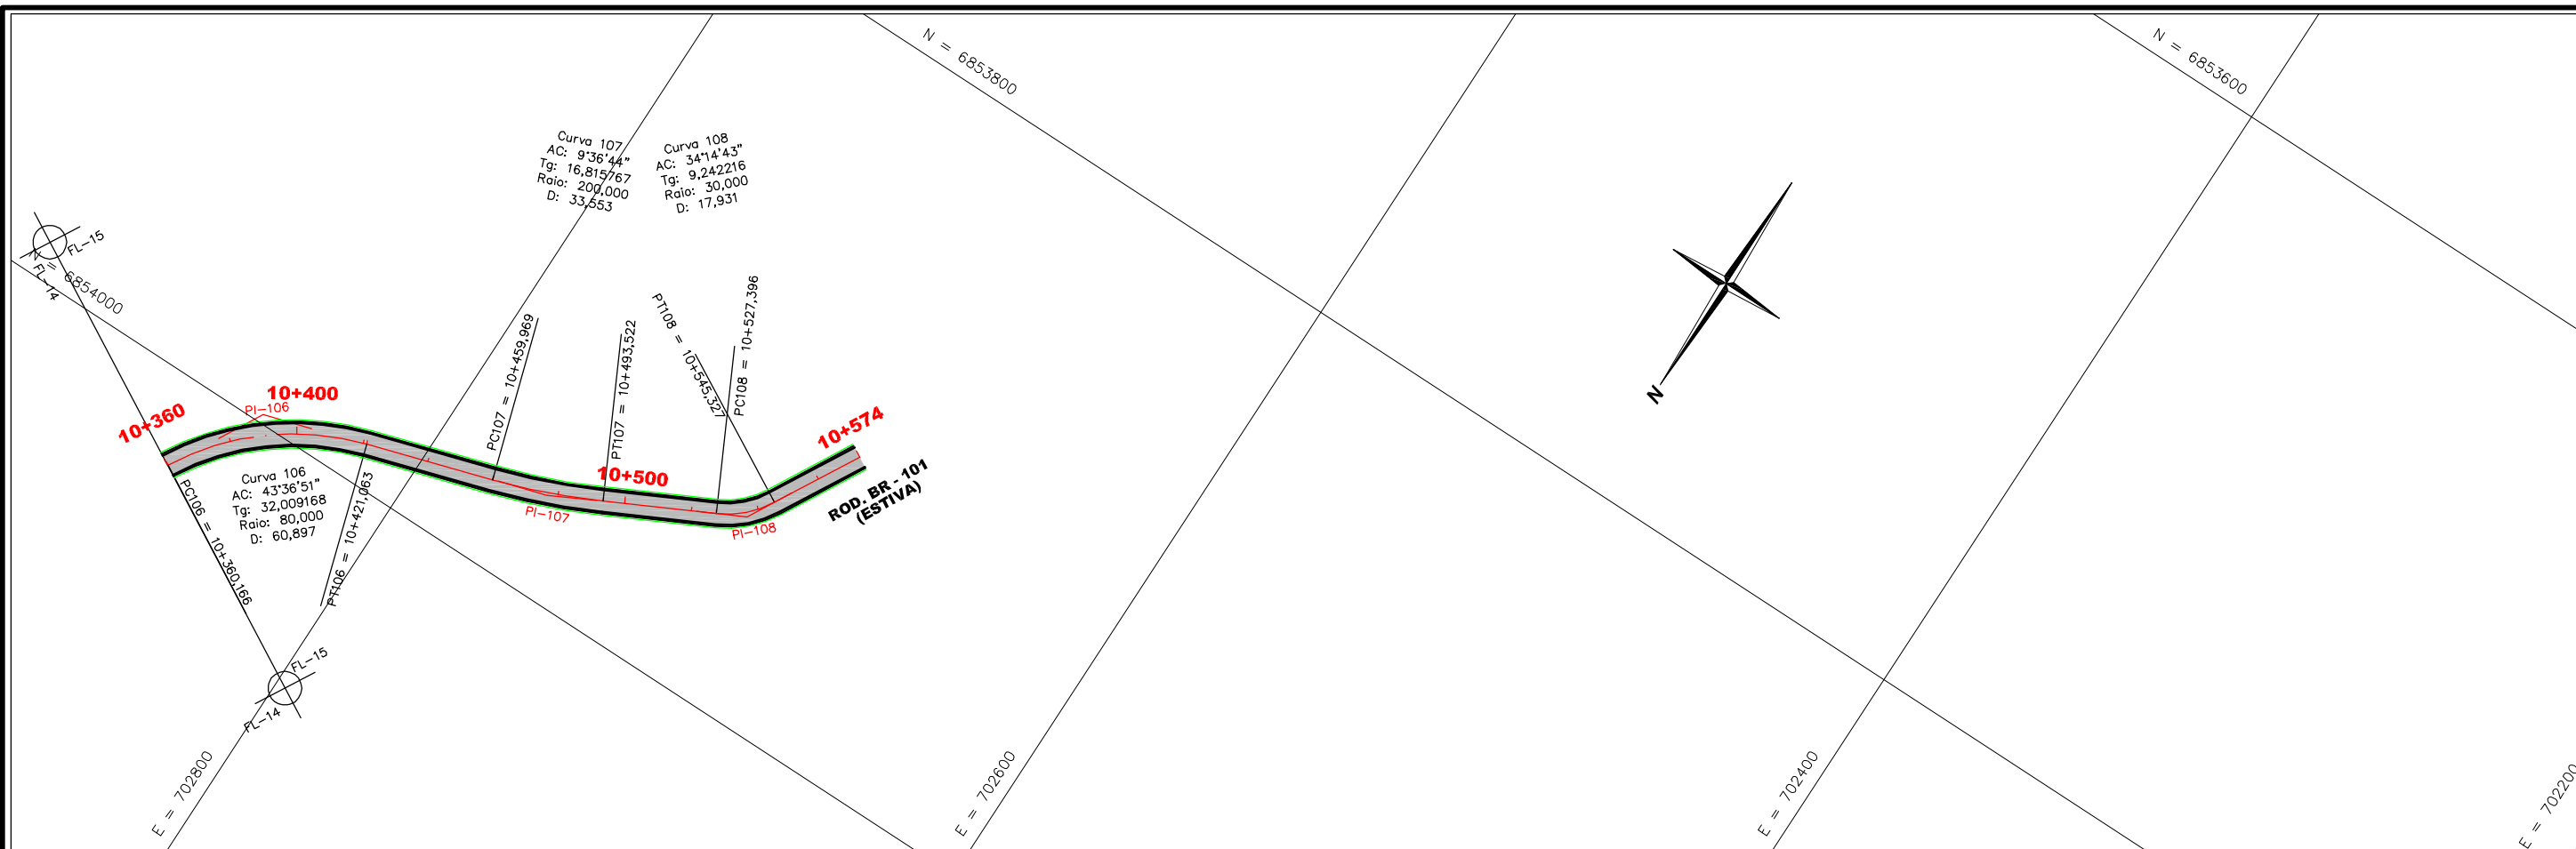 N = 6853800
N = 6853600
Curva 107
AC: 9°36'44"
Tg: 16,815767
Raio: 200,000
D: 33,553
Curva 108
AC: 34°14'43"
Tg: 9,242216
Raio: 30,000
D: 17,931
FL-15
FL-14
N = 6854000
PC107 = 10+459,969
PT107 = 10+493,522
PT108 = 10+545,327
PC108 = 10+527,396
N
10+360
10+400
PI-106
10+500
10+574
PI-107
PI-108
ROD. BR - 101
(ESTIVA)
Curva 106
AC: 43°36'51"
Tg: 32,009168
Raio: 80,000
D: 60,897
PC106 = 10+360,166
PT106 = 10+421,063
FL-15
FL-14
E = 702800
E = 702600
E = 702400
E = 702200